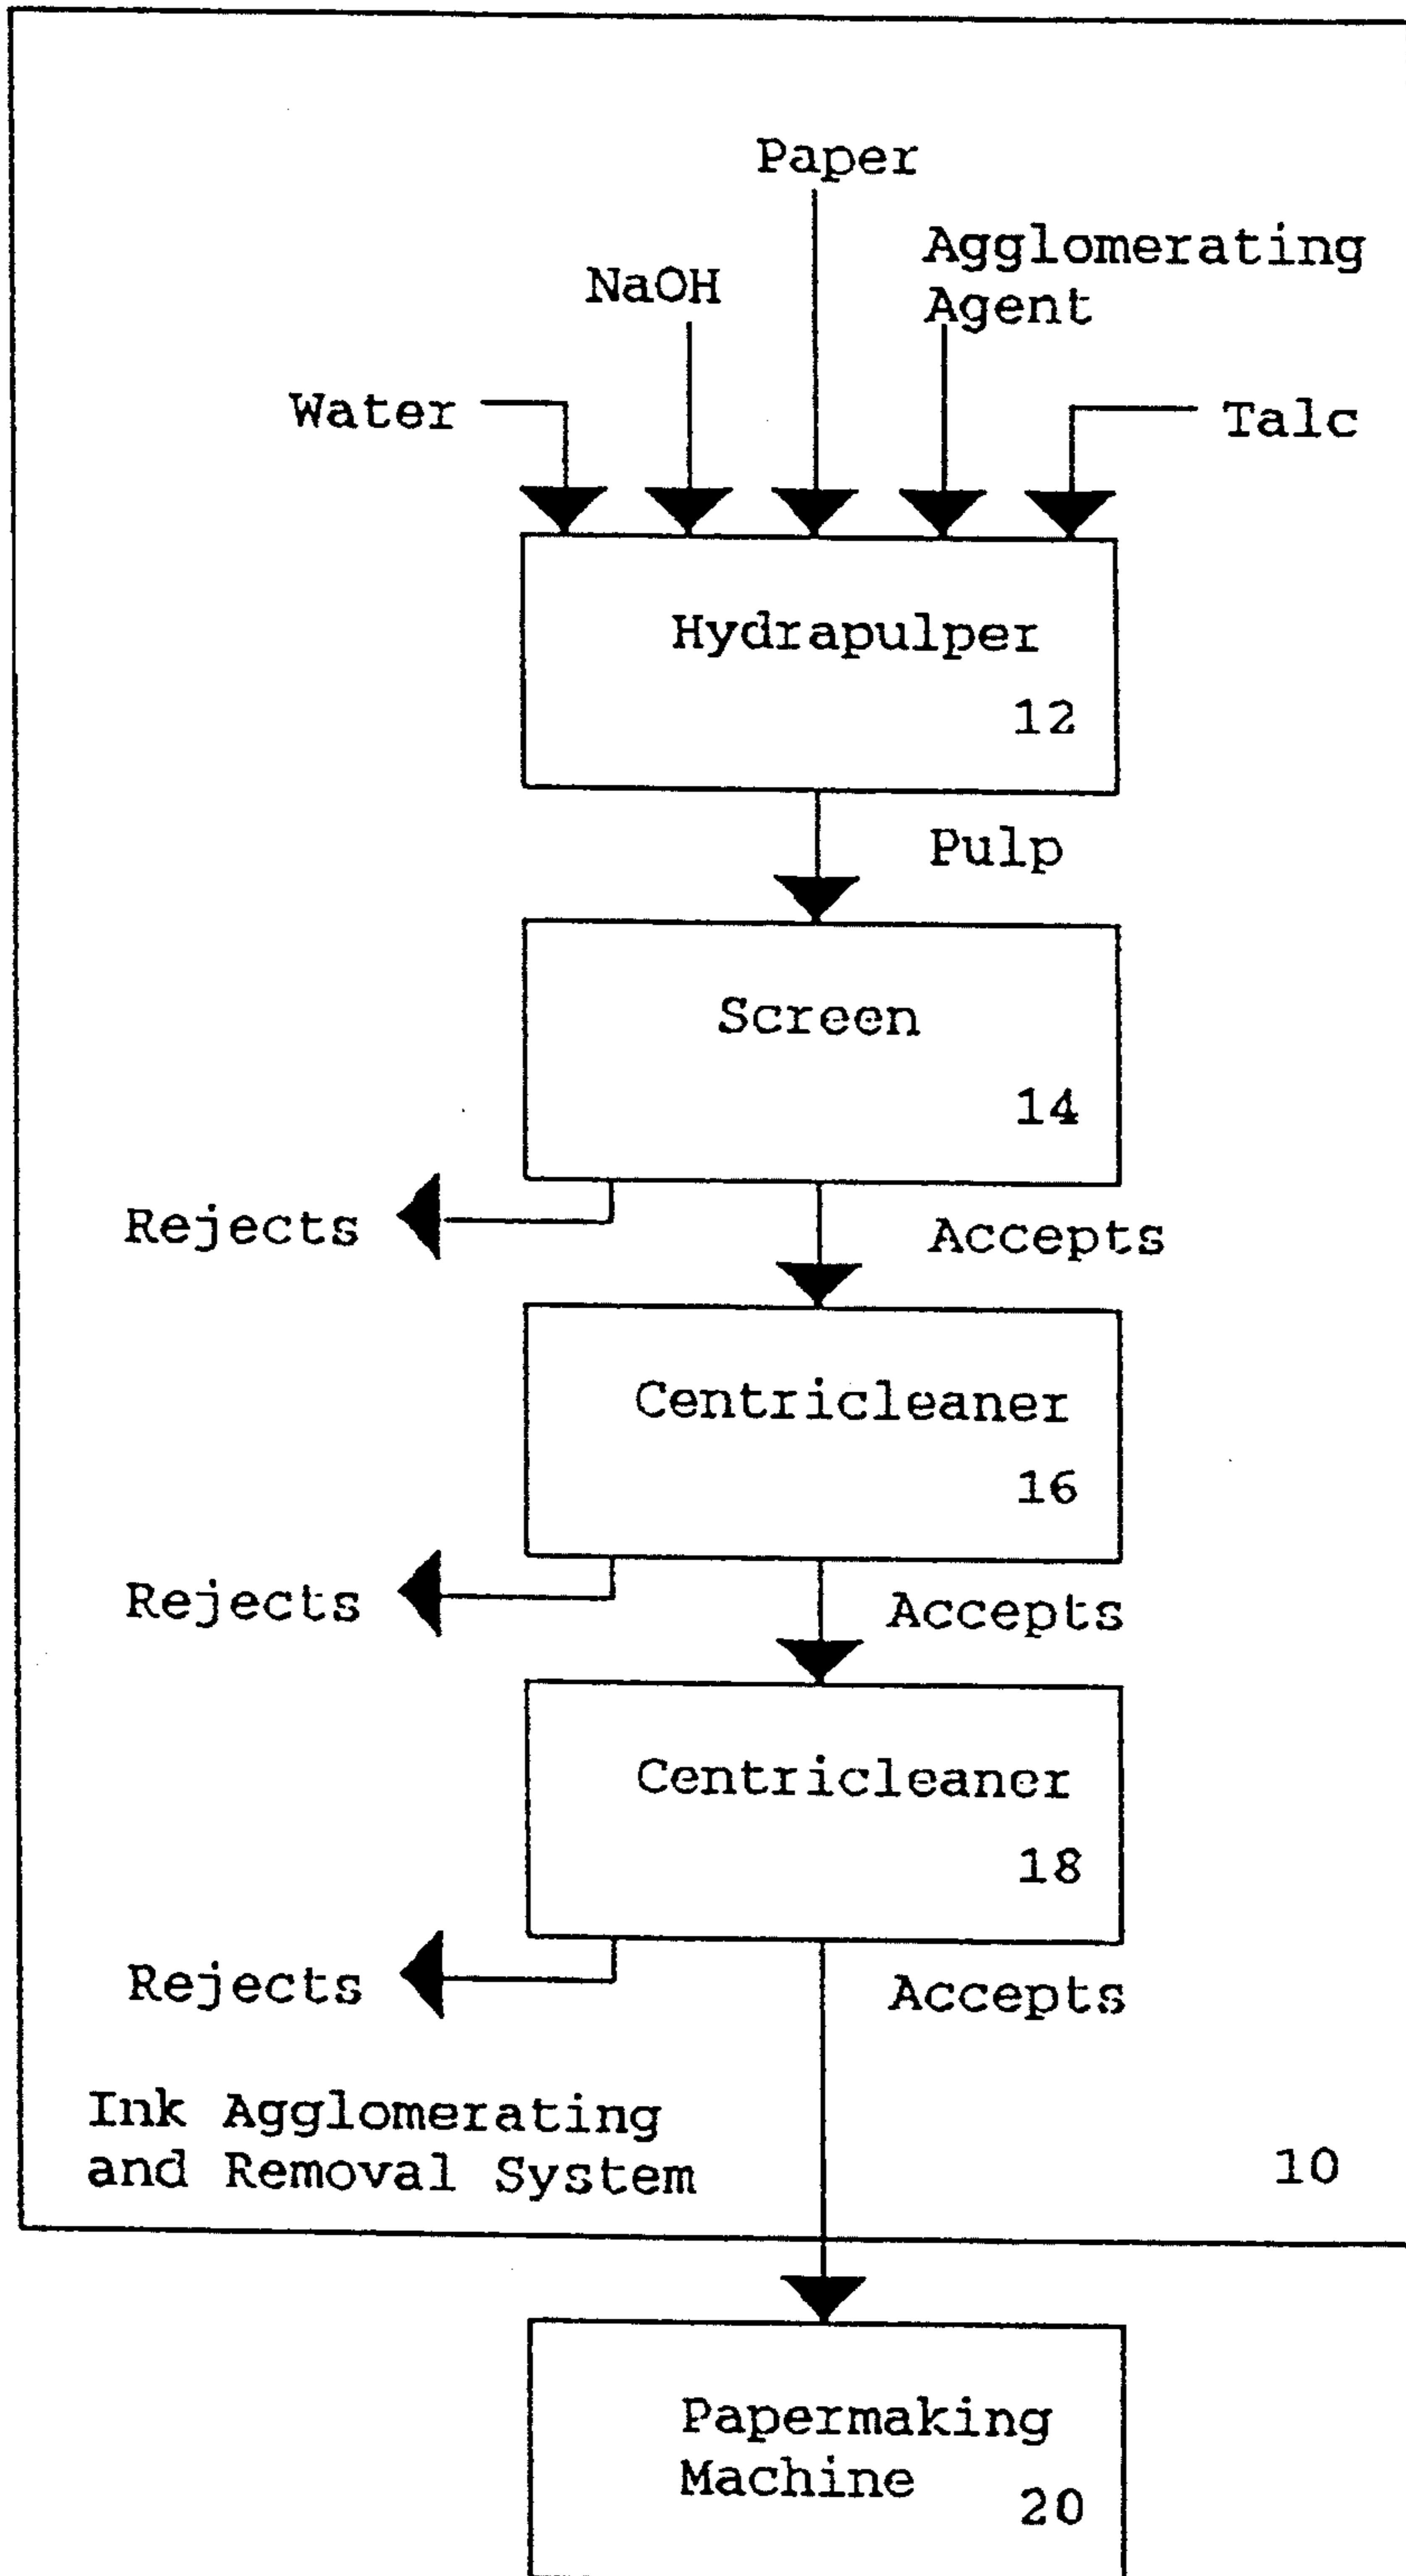 Paper
Agglomerating
Agent
NaOH
Water
Talc
Hydrapulper
12
Pulp
Screen
14
Rejects
Accepts
Centricleaner
16
Rejects
Accepts
Centricleaner
18
Rejects
Accepts
Ink Agglomerating
and Removal System
10
Papermaking
Machine
20